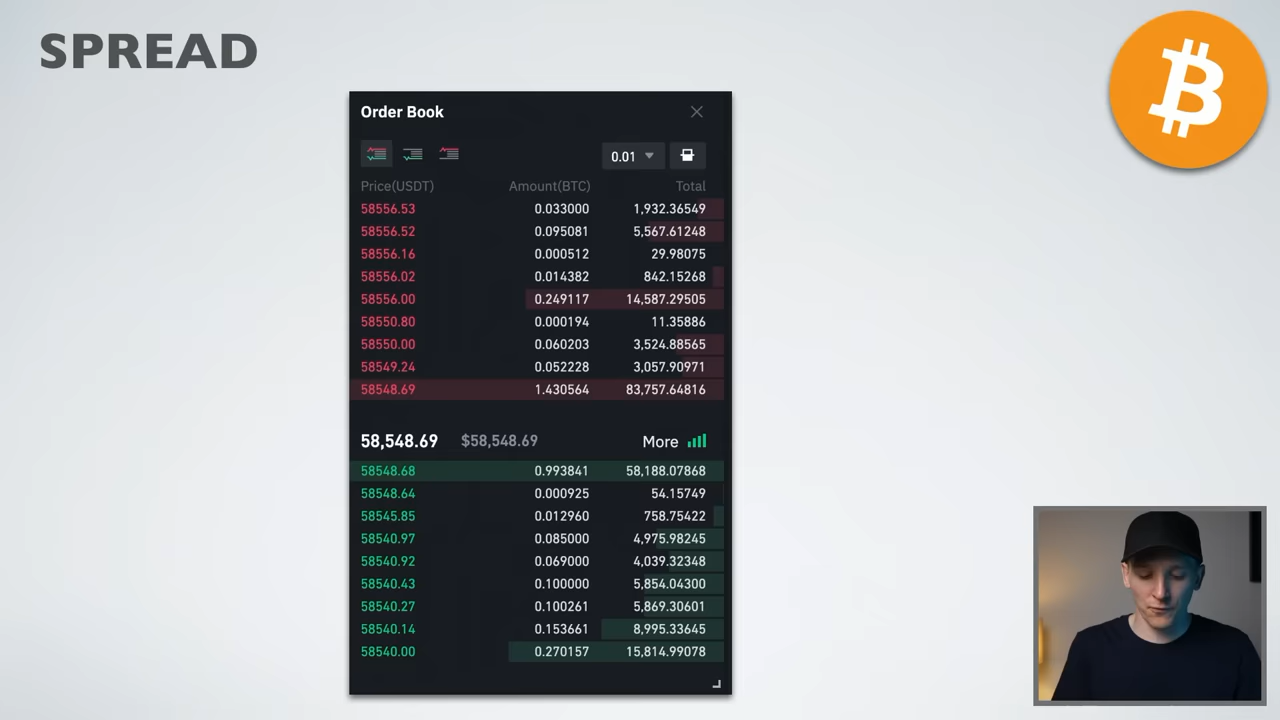 SPREAD
Order Book
0.01
Price(USDT) Amount(BTC) Total
58556.53 0.033000 1,932.36549
58556.52 0.095081 5,567.61248
58556.16 0.000512 29.98075
58556.02 0.014382 842.15268
58556.00 0.249117 14,587.29505
58550.80 0.000194 11.35886
58550.00 0.060203 3,524.88565
58549.24 0.052228 3,057.90971
58548.69 1.430564 83,757.64816
58,548.69 $58,548.69 More
58548.68 0.993841 58,188.07868
58548.64 0.000925 54.15749
58545.85 0.012960 758.75422
58540.97 0.085000 4,975.98245
58540.92 0.069000 4,039.32348
58540.43 0.100000 5,854.04300
58540.27 0.100261 5,869.30601
58540.14 0.153661 8,995.33645
58540.00 0.270157 15,814.99078